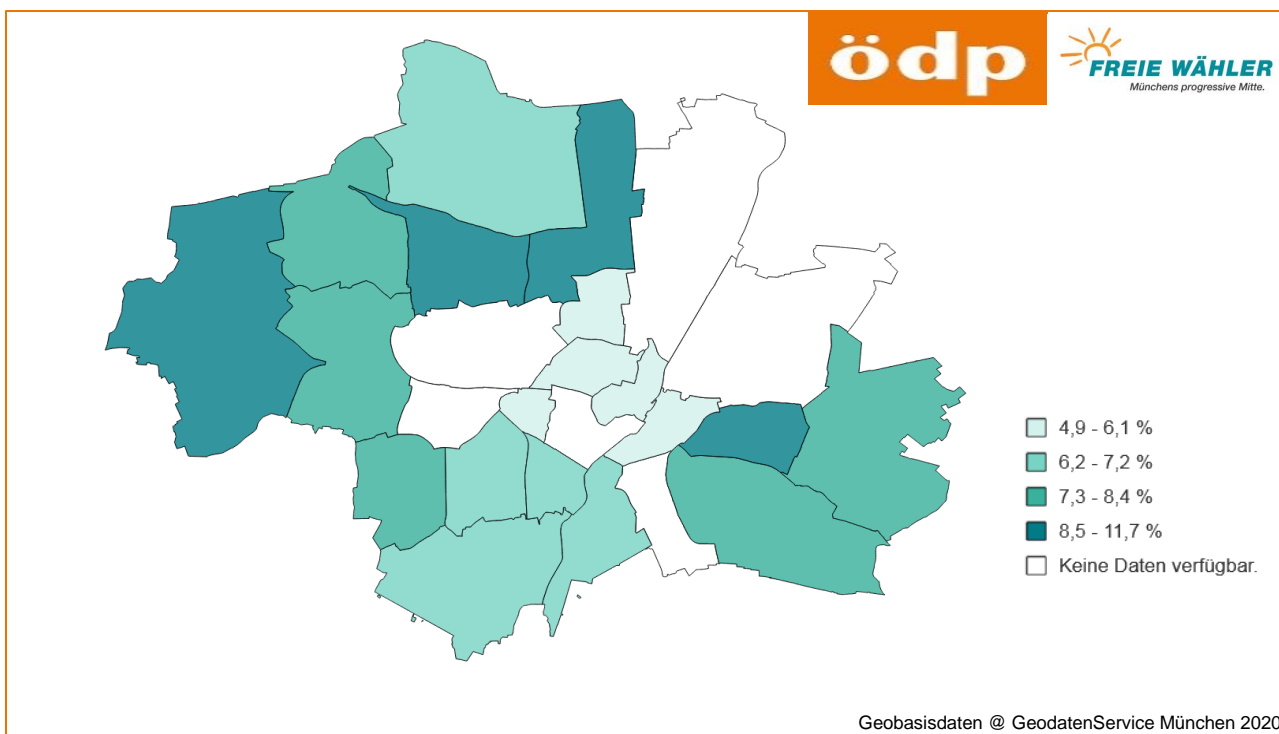 ödp
FREIE WÄHLER
Münchens progressive Mitte.
4,9 - 6,1 %
6,2 - 7,2 %
7,3 - 8,4 %
8,5 - 11,7 %
Keine Daten verfügbar.
Geobasisdaten @ GeodatenService München 2020